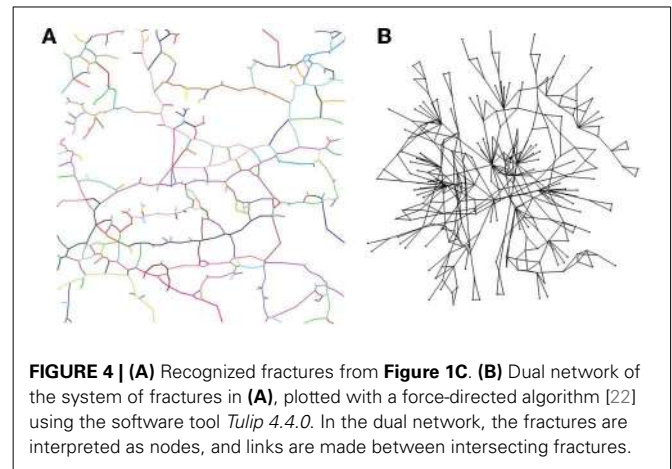 A
B
FIGURE 4 | (A) Recognized fractures from Figure 1C. (B) Dual network of
the system of fractures in (A), plotted with a force-directed algorithm [22]
using the software tool Tulip 4.4.0. In the dual network, the fractures are
interpreted as nodes, and links are made between intersecting fractures.